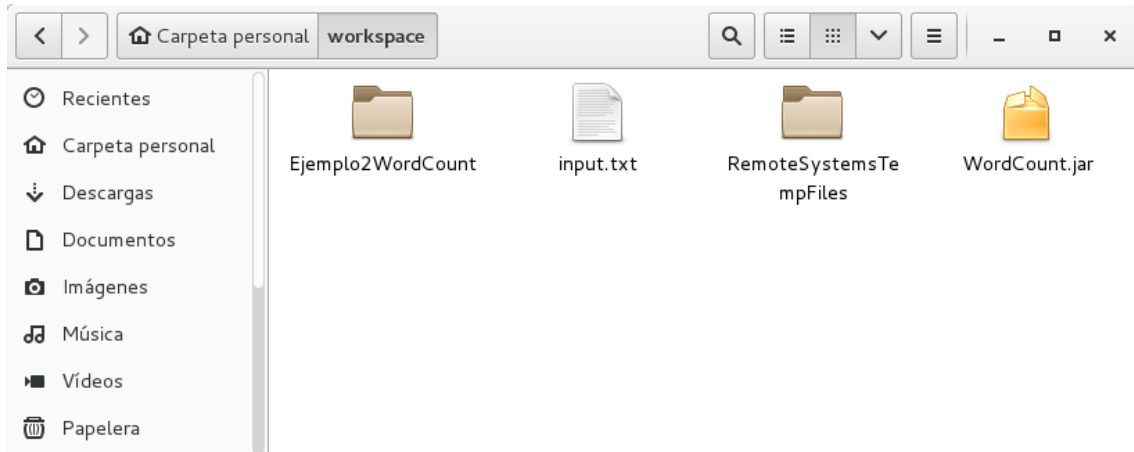 Carpeta personal workspace
Recientes
Carpeta personal
Descargas
Documentos
Imágenes
Música
Vídeos
Papelera
Ejemplo2WordCount
input.txt
RemoteSystemsTe
mpFiles
WordCount.jar